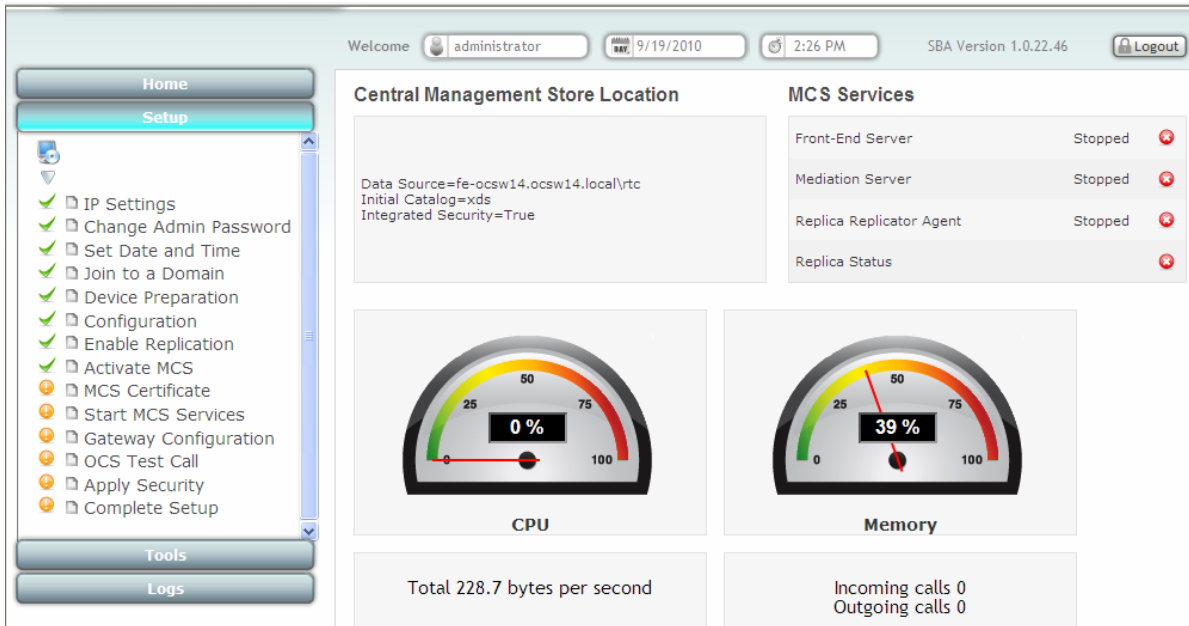 Welcome administrator DAY 9/19/2010 2:26 PM SBA Version 1.0.22.46 Logout
Home
Setup
IP Settings
Change Admin Password
Set Date and Time
Join to a Domain
Device Preparation
Configuration
Enable Replication
Activate MCS
MCS Certificate
Start MCS Services
Gateway Configuration
OCS Test Call
Apply Security
Complete Setup
Tools
Logs
Central Management Store Location
Data Source=fe-ocsw14.ocsw14.local\rtc
Initial Catalog=xds
Integrated Security=True
MCS Services
Front-End Server Stopped
Mediation Server Stopped
Replica Replicator Agent Stopped
Replica Status
0 25 50 75 100
0 %
CPU
0 25 50 75 100
39 %
Memory
Total 228.7 bytes per second
Incoming calls 0
Outgoing calls 0